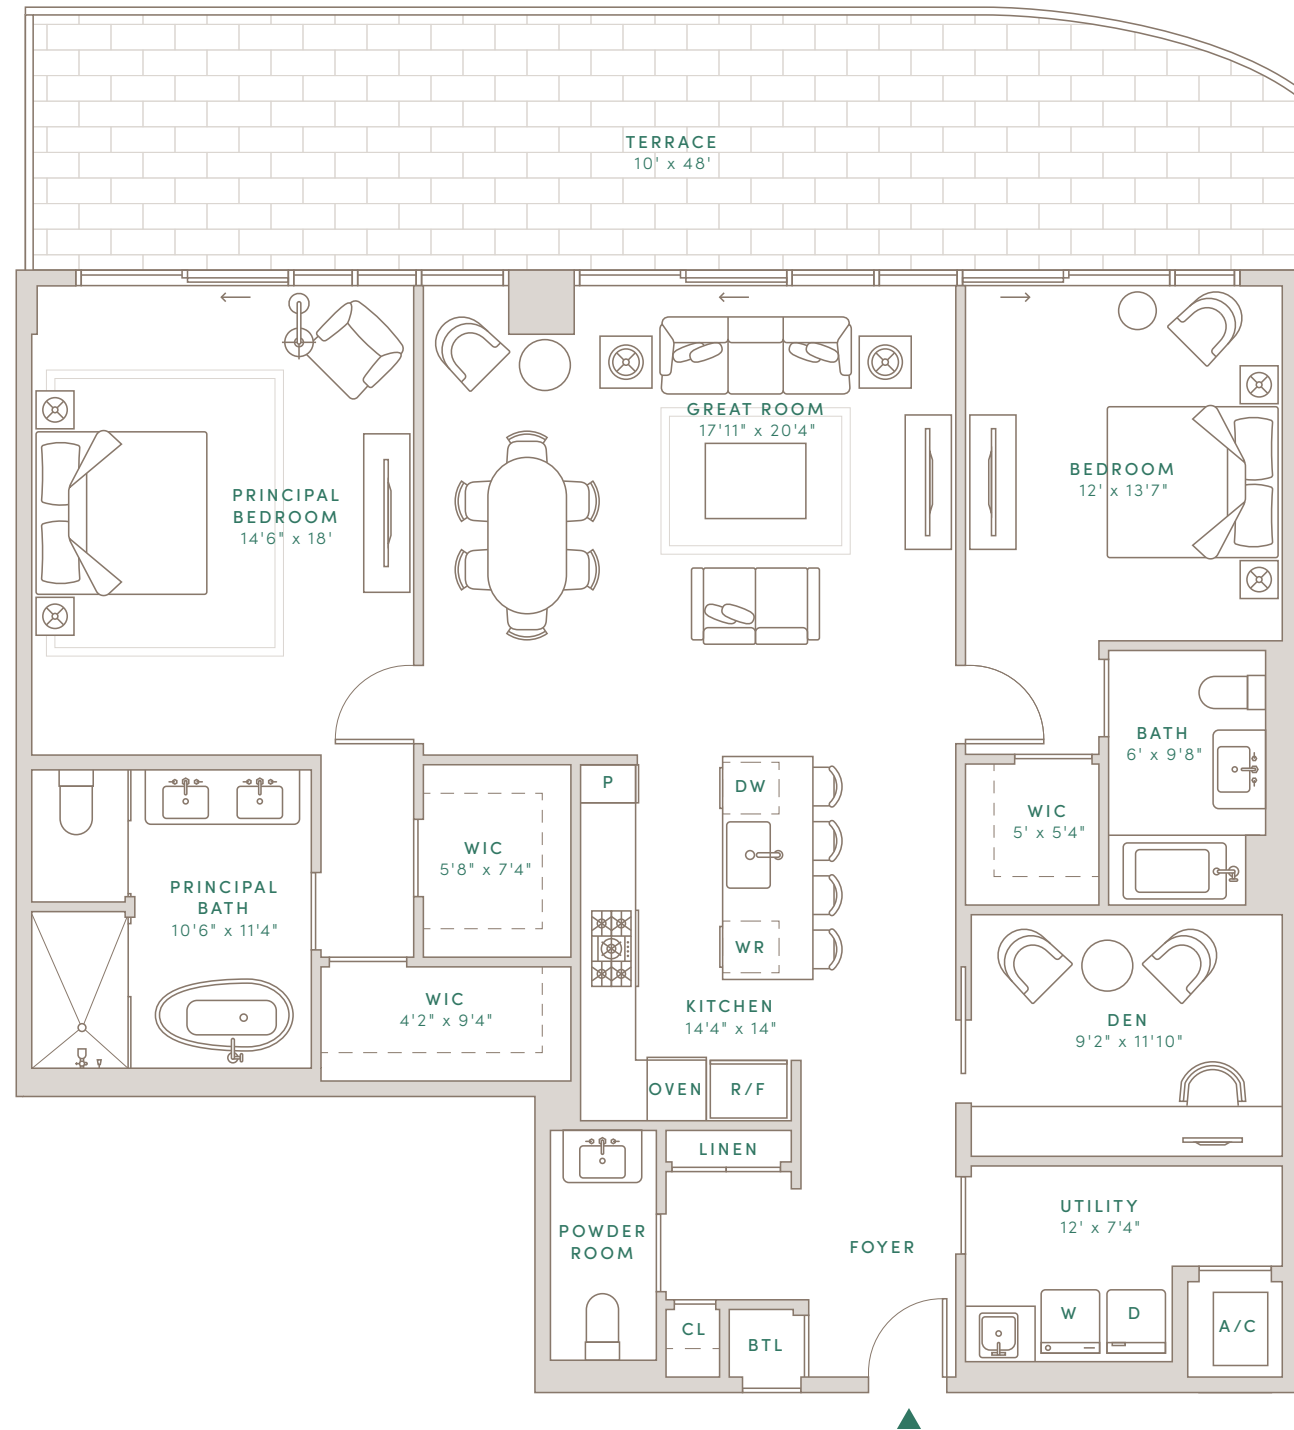 TERRACE
10' x 48'
GREAT ROOM
17'11" x 20'4"
BEDROOM
12' x 13'7"
PRINCIPAL
BEDROOM
14'6" x 18'
BATH
6' x 9'8"
P
DW
WIC
5' x 5'4"
WIC
5'8" x 7'4"
PRINCIPAL
BATH
10'6" x 11'4"
WR
WIC
4'2" x 9'4"
KITCHEN
14'4" x 14"
DEN
9'2" x 11'10"
OVEN
R/F
LINEN
UTILITY
12' x 7'4"
POWDER
ROOM
FOYER
W
D
A/C
CL
BTL